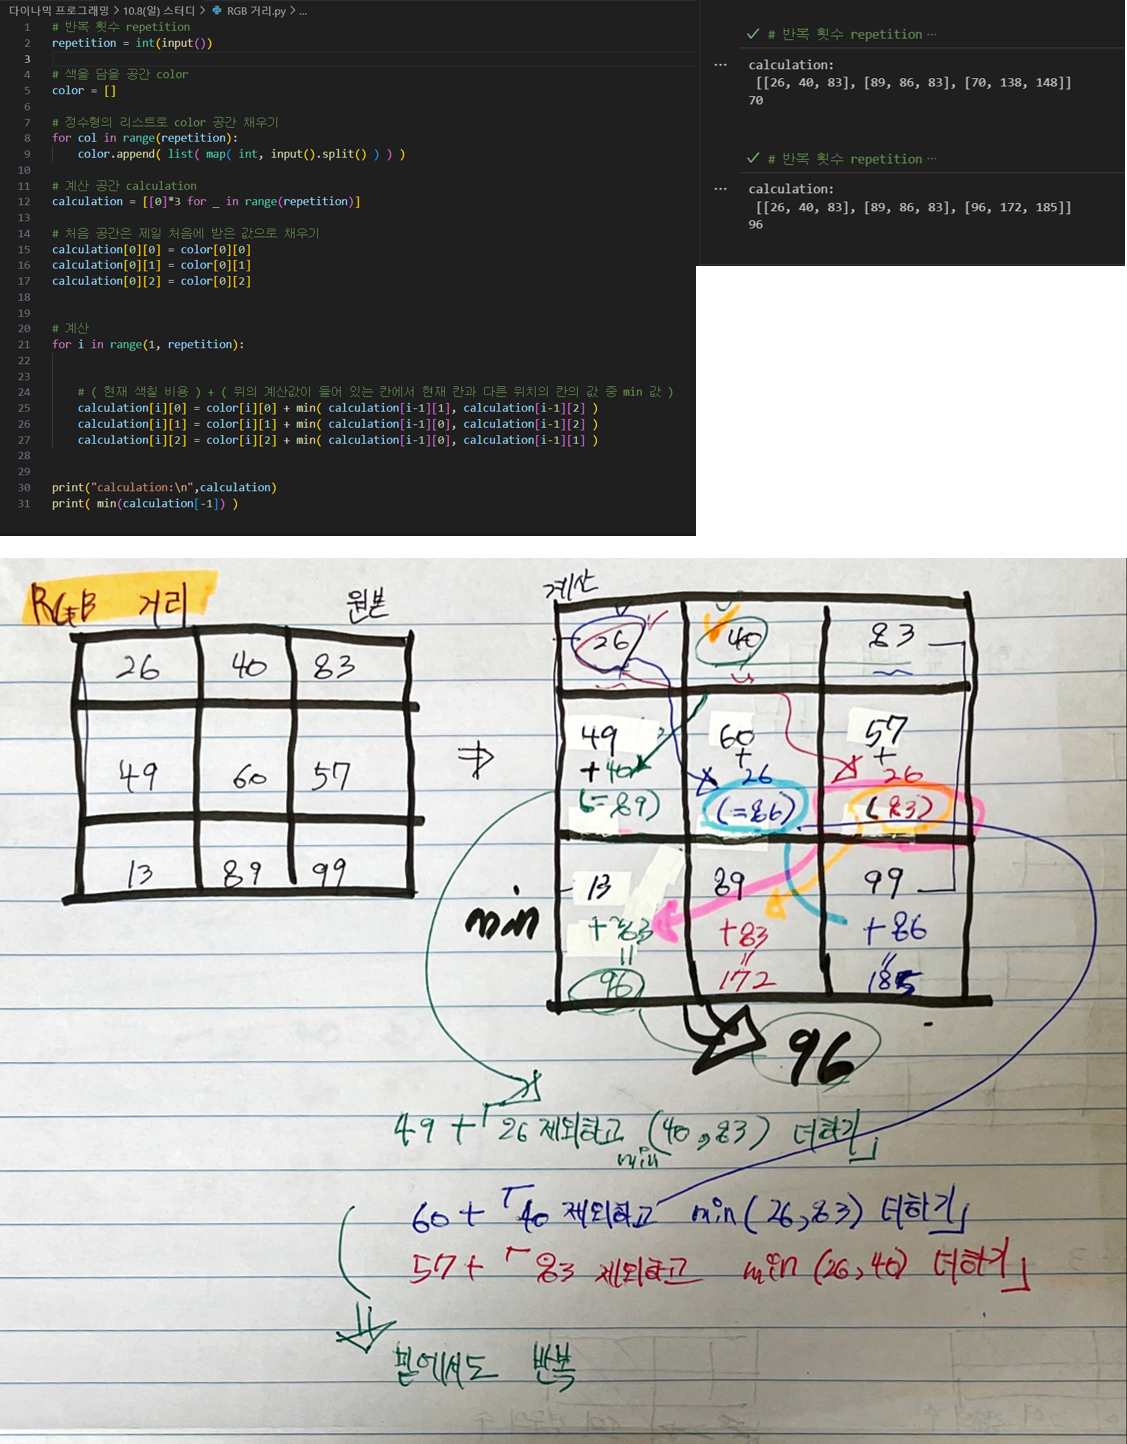 다이나믹 프로그래밍 > 10.8(일) 스터디 > RGB 거리.py > ...
1 # 반복 횟수 repetition
2 repetition = int(input())
3
4 # 색을 담을 공간 color
5 color = []
6
7 # 정수형의 리스트로 color 공간 채우기
8 for col in range(repetition):
9 color.append( list( map( int, input().split() ) ) )
10
11 # 계산 공간 calculation
12 calculation = [[0]*3 for _ in range(repetition)]
13
14 # 처음 공간은 제일 처음에 받은 값으로 채우기
15 calculation[0][0] = color[0][0]
16 calculation[0][1] = color[0][1]
17 calculation[0][2] = color[0][2]
18
19
20 # 계산
21 for i in range(1, repetition):
22
23
24 # ( 현재 색칠 비용 ) + ( 위의 계산값이 들어 있는 칸에서 현재 칸과 다른 위치의 칸의 값 중 min 값 )
25 calculation[i][0] = color[i][0] + min( calculation[i-1][1], calculation[i-1][2] )
26 calculation[i][1] = color[i][1] + min( calculation[i-1][0], calculation[i-1][2] )
27 calculation[i][2] = color[i][2] + min( calculation[i-1][0], calculation[i-1][1] )
28
29
30 print("calculation:\n",calculation)
31 print( min(calculation[-1]) )
# 반복 횟수 repetition ...
calculation:
[[26, 40, 83], [89, 86, 83], [70, 138, 148]]
70
# 반복 횟수 repetition ...
calculation:
[[26, 40, 83], [89, 86, 83], [96, 172, 185]]
96
RGB 거리 원본
26 40 83
49 60 57
13 89 99
⇒
계산
26 40 83
49 60 57
+40 + 26 + 26
(=89) (=86) (83)
min 13 89 99
+83 +83 +86
= = =
96 172 185
96
49 +「26 제외하고 (40,83) 더하기」
min
60 +「40 제외하고 min(26,83) 더하기」
57 +「83 제외하고 min(26,40) 더하기」
밑에서도 반복